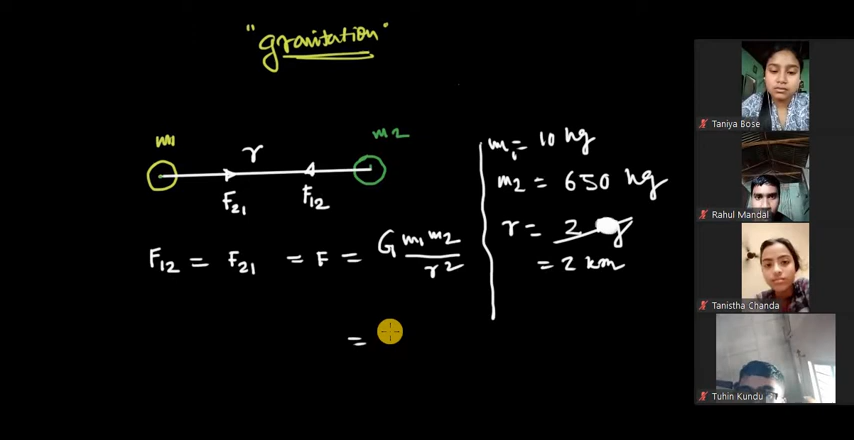 "gravitation"
m1
m2
r
F21
F12
F12 = F21 = F = G m1 m2 / r2
=
m1 = 10 kg
m2 = 650 kg
r = 2
= 2 km
Taniya Bose
Rahul Mandal
Tanistha Chanda
Tuhin Kundu